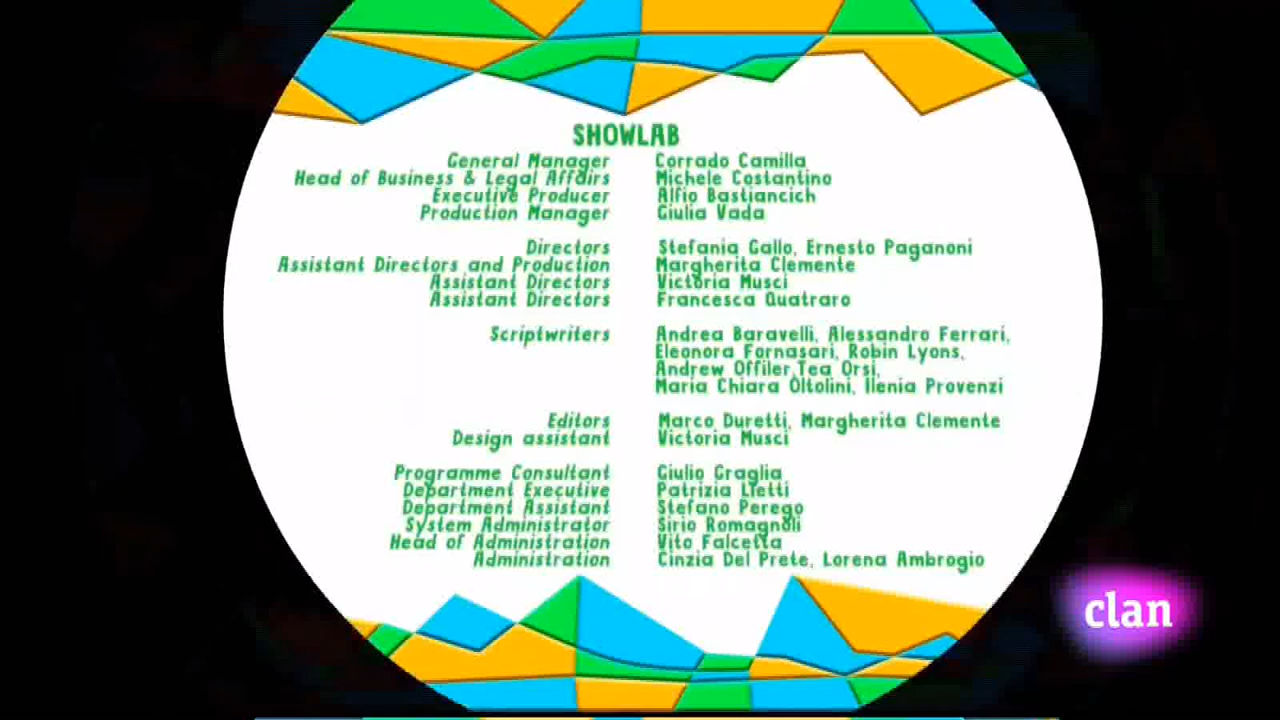 SHOWLAB
General Manager Corrado Camilla
Head of Business & Legal Affairs Michele Costantino
Executive Producer Alfio Bastiancich
Production Manager Giulia Vada
Directors Stefania Gallo, Ernesto Paganoni
Assistant Directors and Production Margherita Clemente
Assistant Directors Victoria Musci
Assistant Directors Francesca Quatraro
Scriptwriters Andrea Baravelli, Alessandro Ferrari,
Eleonora Fornasari, Robin Lyons,
Andrew Offiler,Tea Orsi,
Maria Chiara Oltolini, Ilenia Provenzi
Editors Marco Duretti, Margherita Clemente
Design assistant Victoria Musci
Programme Consultant Giulio Graglia
Department Executive Patrizia Lietti
Department Assistant Stefano Perego
System Administrator Sirio Romagnoli
Head of Administration Vito Falcetta
Administration Cinzia Del Prete, Lorena Ambrogio
clan